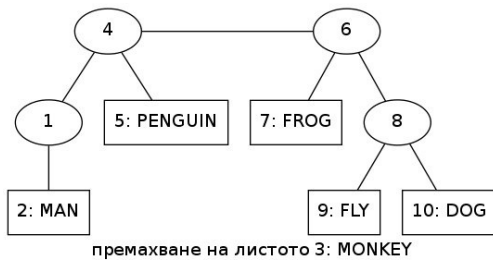 4
6
1
5: PENGUIN
7: FROG
8
2: MAN
9: FLY
10: DOG
премахване на листото 3: MONKEY